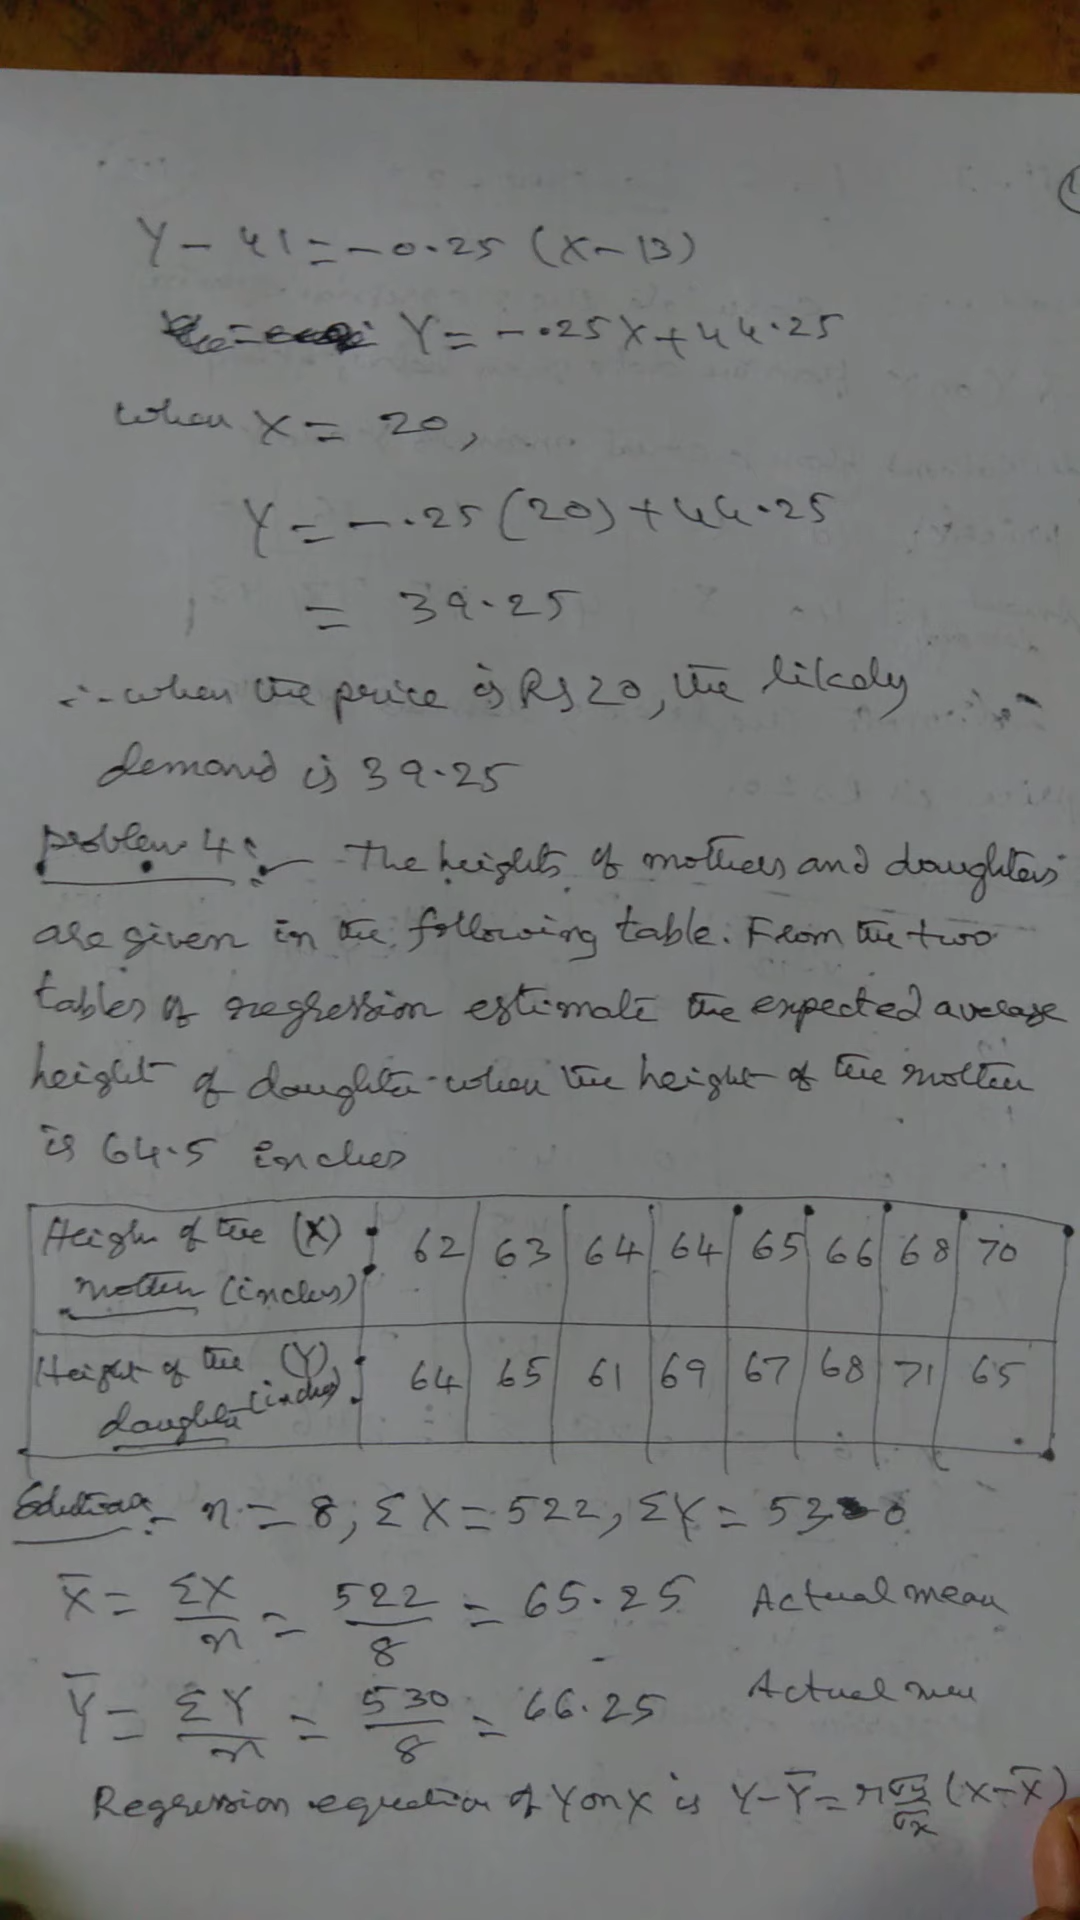 Y - 41 = -0.25 (X - 13)
Y = -.25X + 44.25
when X = 20,
Y = -.25 (20) + 44.25
= 39.25
∴ when the price is Rs 20, the likely
demand is 39.25
problem 4: - The heights of mothers and daughters
are given in the following table. From the two
tables of regression estimate the expected average
height of daughter when the height of the mother
is 64.5 inches
Height of the (X) mother (inches) : 62 63 64 64 65 66 68 70
Height of the (Y) daughter (inches) : 64 65 61 69 67 68 71 65
Solution: - n = 8, ΣX = 522, ΣY = 530
X̄ = ΣX/n = 522/8 = 65.25 Actual mean
Ȳ = ΣY/n = 530/8 = 66.25 Actual mean
Regression equation of Y on X is Y - Ȳ = r σy/σx (X - X̄)